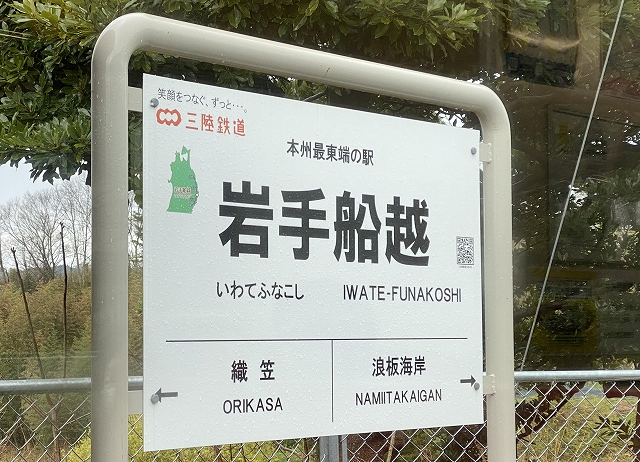 笑顔をつなぐ、ずっと…。
三陸鉄道
本州最東端の駅
岩手船越
いわてふなこし IWATE-FUNAKOSHI
織笠
ORIKASA
浪板海岸
NAMIITAKAIGAN